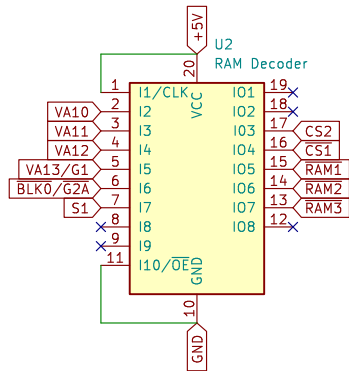 +5V
U2
RAM Decoder
20
1 I1/CLK VCC IO1 19
VA10 2 I2 IO2 18
VA11 3 I3 IO3 17 CS2
VA12 4 I4 IO4 16 CS1
VA13/G1 5 I5 IO5 15 RAM1
BLK0/G2A 6 I6 IO6 14 RAM2
S1 7 I7 IO7 13 RAM3
8 I8 IO8 12
9 I9
11 I10/OE GND
10
GND